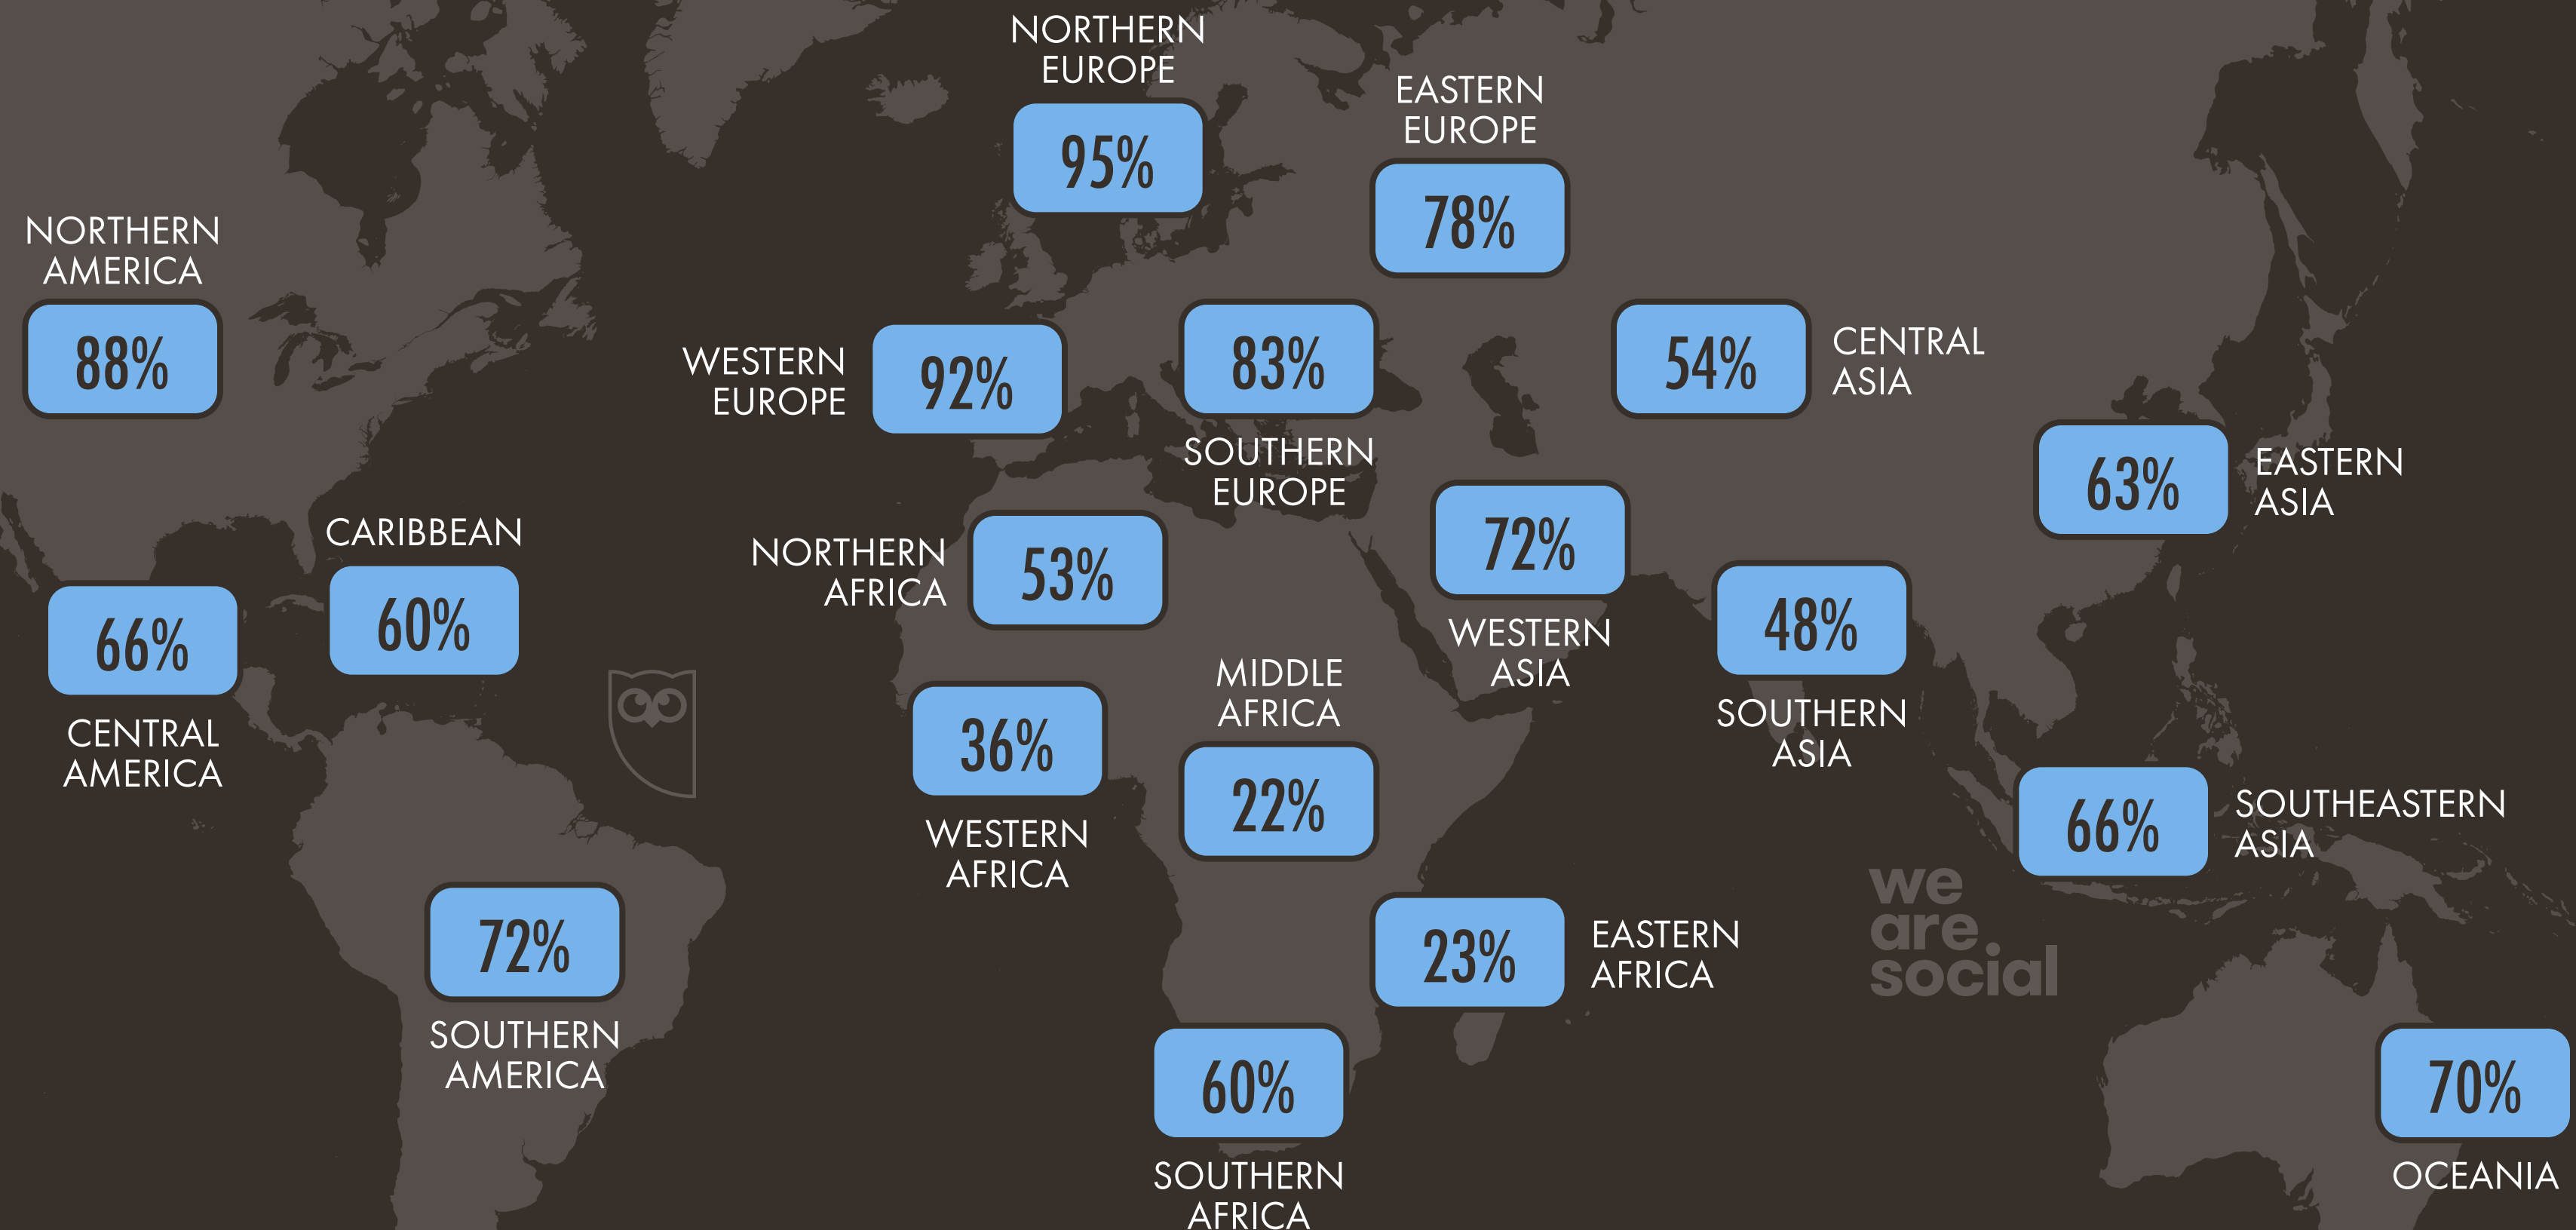 NORTHERN
EUROPE
95%
EASTERN
EUROPE
78%
NORTHERN
AMERICA
88%
WESTERN
EUROPE
92%
83%
SOUTHERN
EUROPE
54%
CENTRAL
ASIA
63%
EASTERN
ASIA
CARIBBEAN
60%
66%
CENTRAL
AMERICA
NORTHERN
AFRICA
53%
72%
WESTERN
ASIA
48%
SOUTHERN
ASIA
36%
WESTERN
AFRICA
MIDDLE
AFRICA
22%
66%
SOUTHEASTERN
ASIA
72%
SOUTHERN
AMERICA
23%
EASTERN
AFRICA
we
are
social
60%
SOUTHERN
AFRICA
70%
OCEANIA